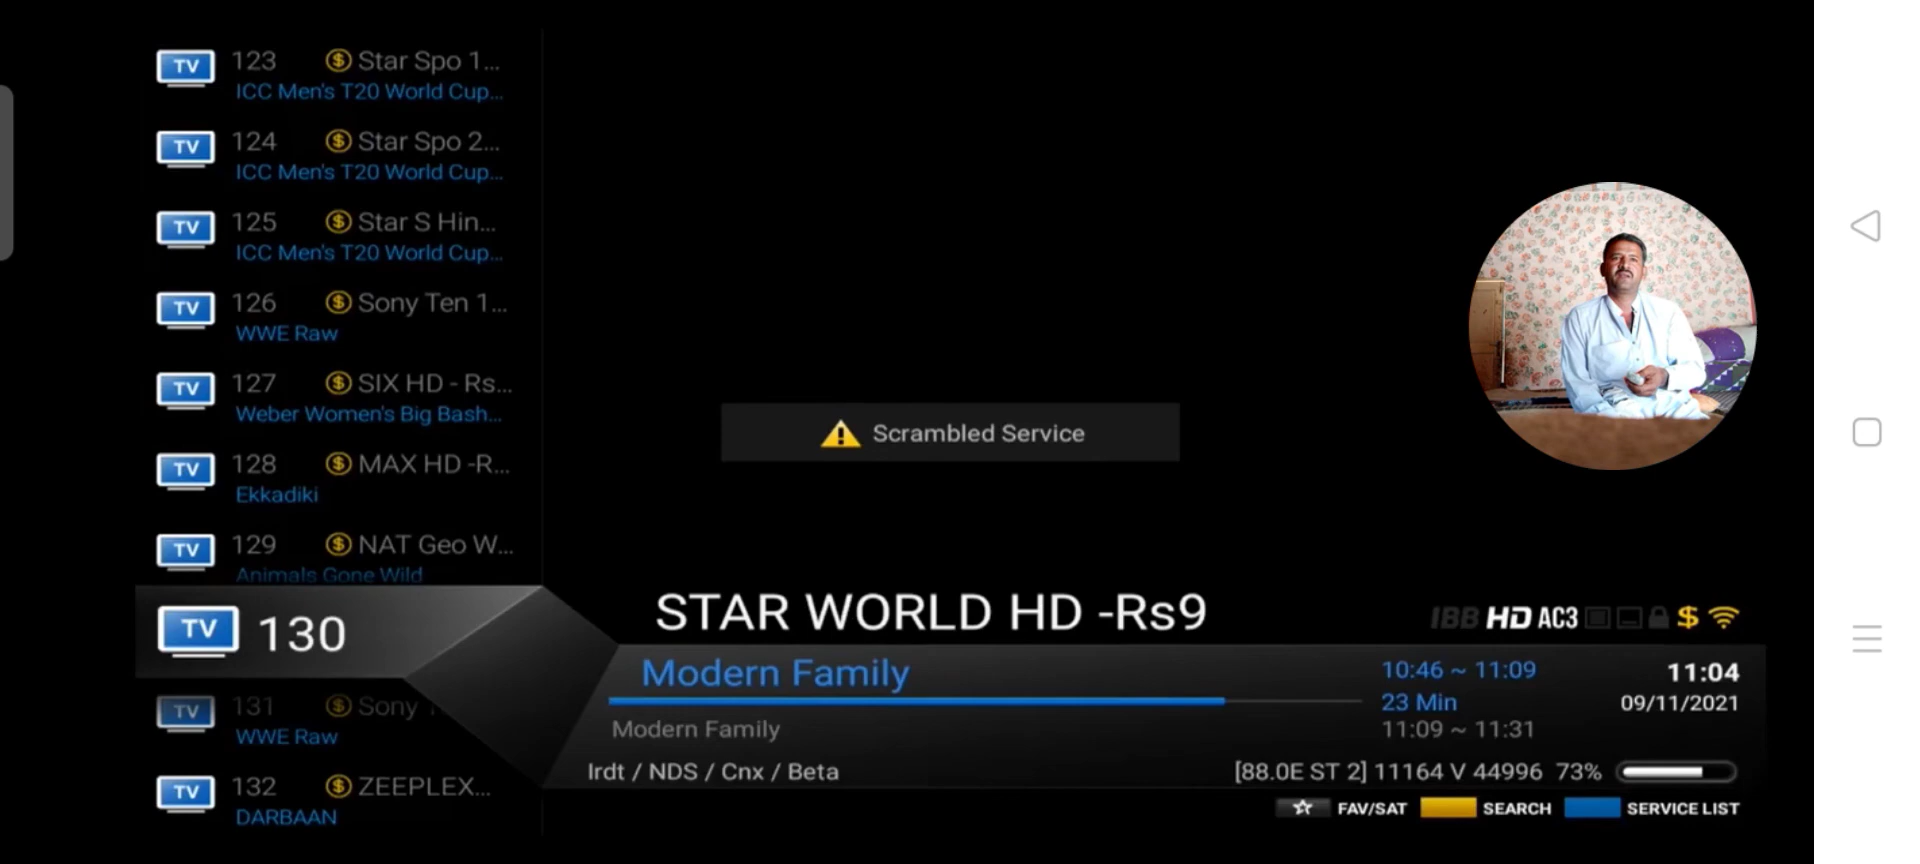 TV 123 $ Star Spo 1...
ICC Men's T20 World Cup...
TV 124 $ Star Spo 2...
ICC Men's T20 World Cup...
TV 125 $ Star S Hin...
ICC Men's T20 World Cup...
TV 126 $ Sony Ten 1...
WWE Raw
TV 127 $ SIX HD - Rs...
Weber Women's Big Bash...
TV 128 $ MAX HD -R...
Ekkadiki
TV 129 $ NAT Geo W...
Animals Gone Wild
TV 130
TV 131 $ Sony
WWE Raw
TV 132 $ ZEEPLEX...
DARBAAN
Scrambled Service
STAR WORLD HD -Rs9
IBB HD AC3 $
Modern Family 10:46 ~ 11:09 11:04
23 Min 09/11/2021
Modern Family 11:09 ~ 11:31
Irdt / NDS / Cnx / Beta [88.0E ST 2] 11164 V 44996 73%
FAV/SAT SEARCH SERVICE LIST